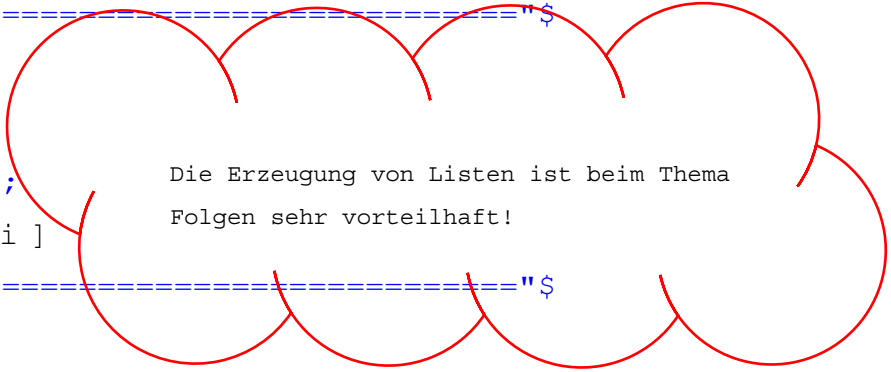 ==========================="$
;
Die Erzeugung von Listen ist beim Thema
Folgen sehr vorteilhaft!
i ]
==========================="$